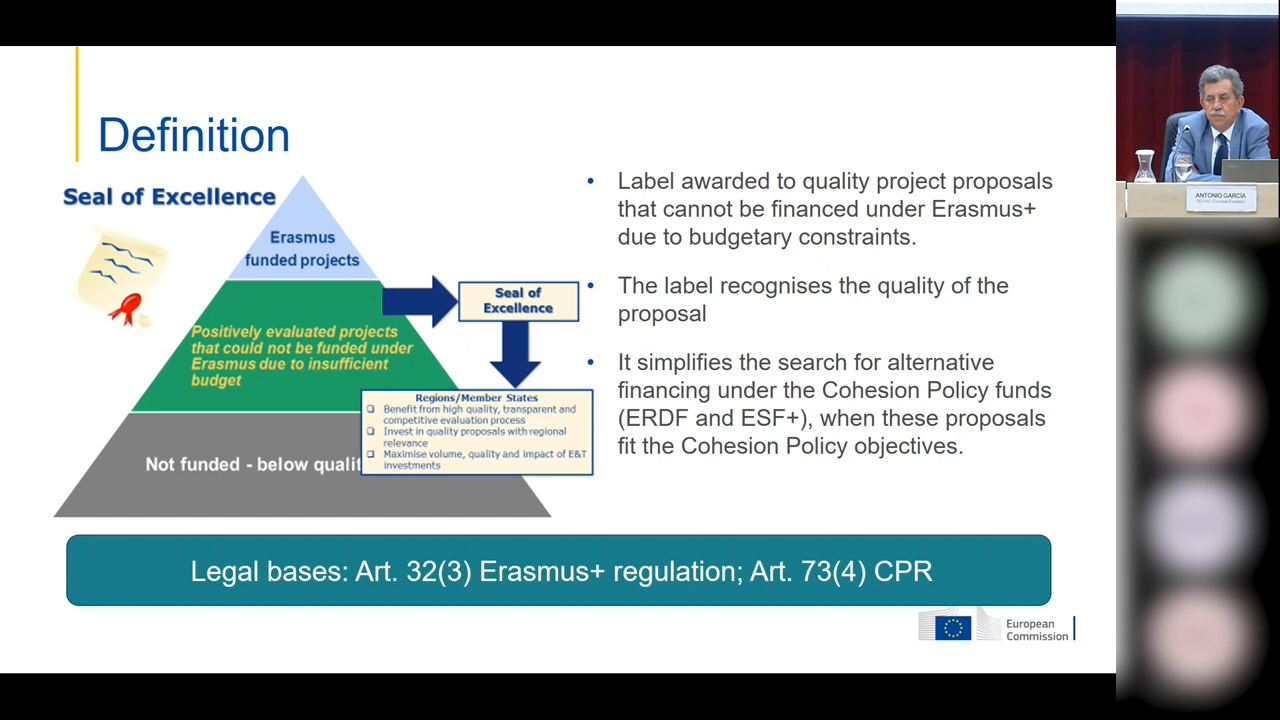 Definition
Seal of Excellence
Erasmus
funded projects
Positively evaluated projects
that could not be funded under
Erasmus due to insufficient
budget
Not funded - below qualit
Seal of
Excellence
Regions/Member States
Benefit from high quality, transparent and
competitive evaluation process
Invest in quality proposals with regional
relevance
Maximise volume, quality and impact of E&T
investments
• Label awarded to quality project proposals
that cannot be financed under Erasmus+
due to budgetary constraints.
• The label recognises the quality of the
proposal
• It simplifies the search for alternative
financing under the Cohesion Policy funds
(ERDF and ESF+), when these proposals
fit the Cohesion Policy objectives.
Legal bases: Art. 32(3) Erasmus+ regulation; Art. 73(4) CPR
European
Commission
ANTONIO GARCÍA